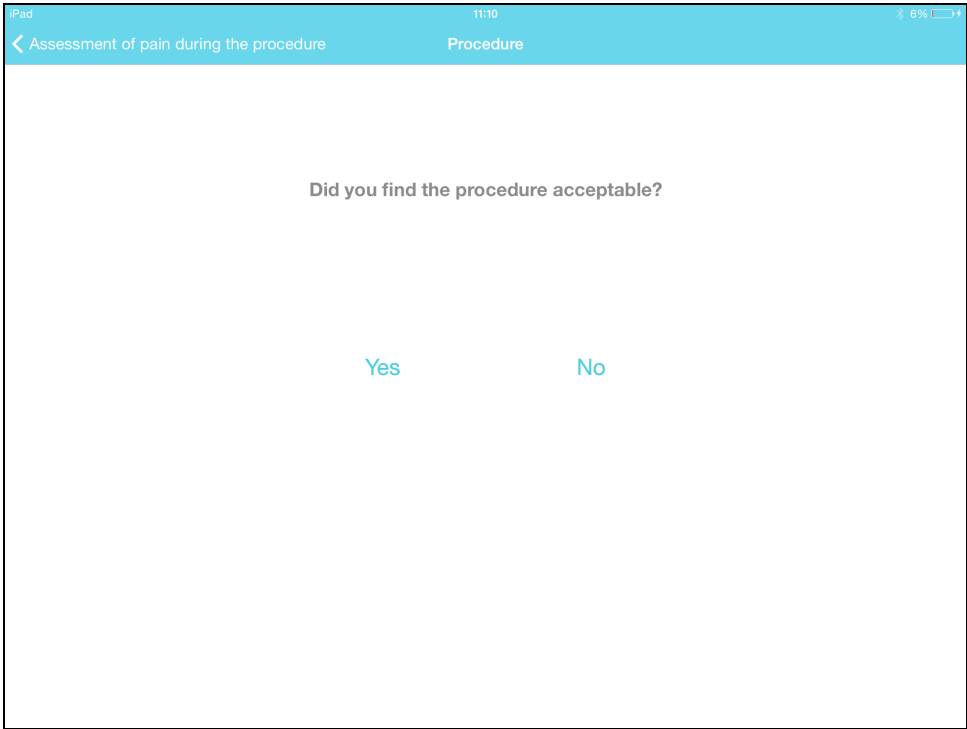 iPad 11:10 6%
Assessment of pain during the procedure Procedure
Did you find the procedure acceptable?
Yes No